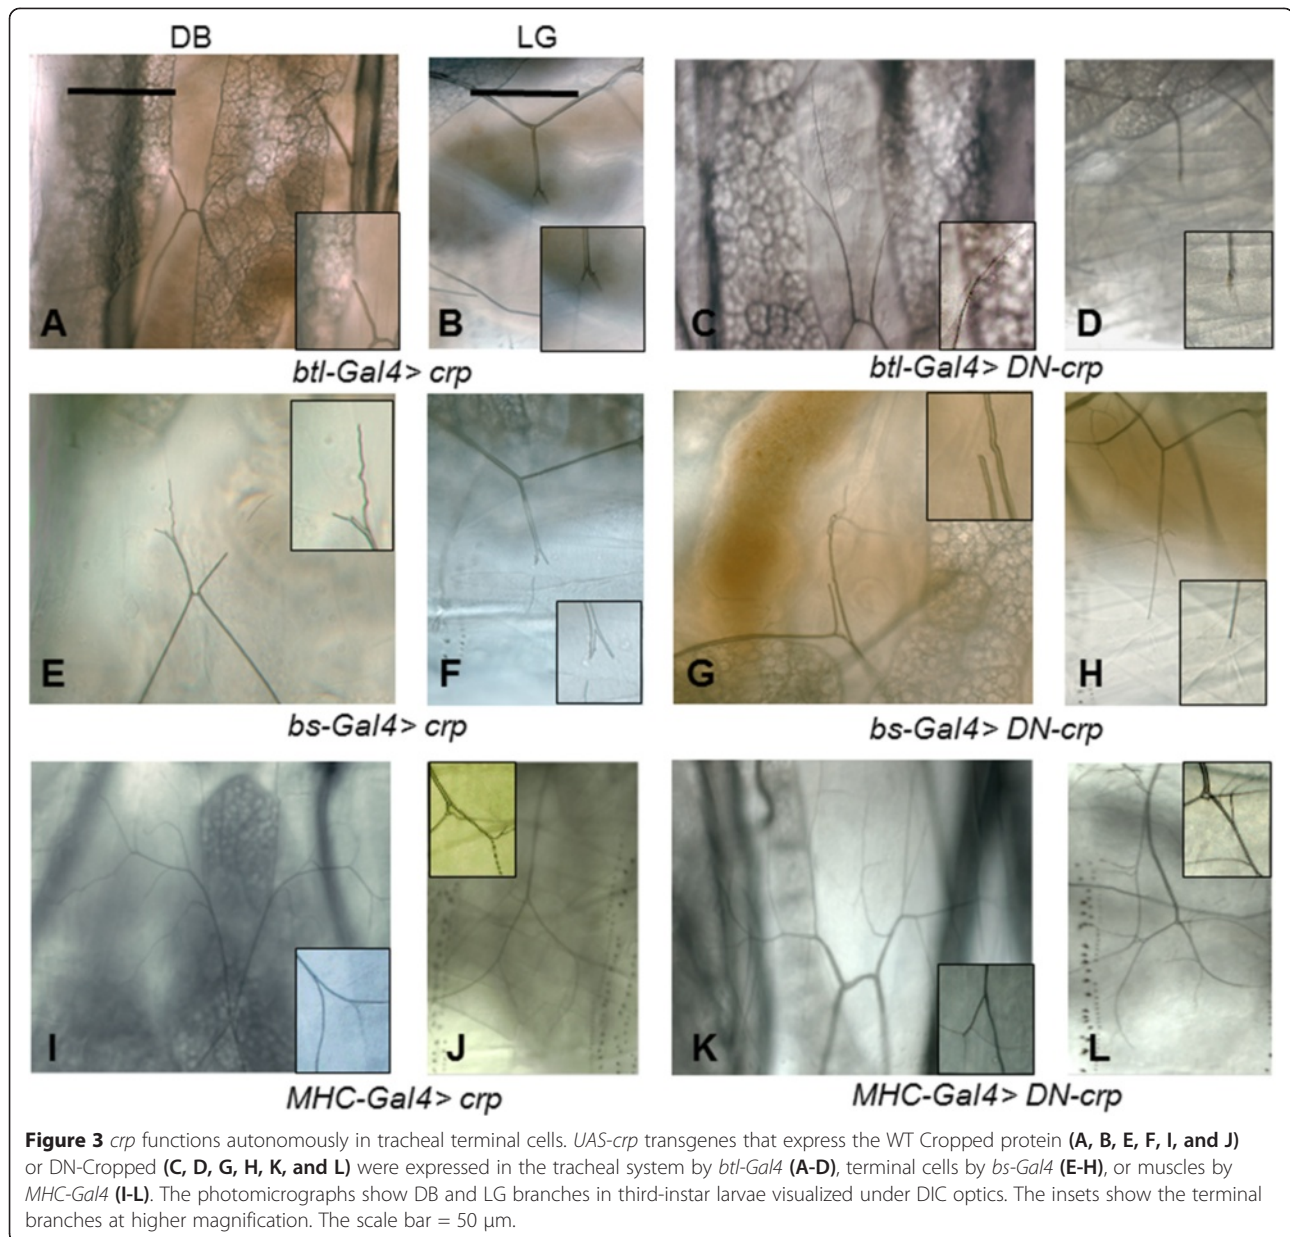 DB LG
A B C D
btl-Gal4> crp btl-Gal4> DN-crp
E F G H
bs-Gal4> crp bs-Gal4> DN-crp
I J K L
MHC-Gal4> crp MHC-Gal4> DN-crp
Figure 3 crp functions autonomously in tracheal terminal cells. UAS-crp transgenes that express the WT Cropped protein (A, B, E, F, I, and J)
or DN-Cropped (C, D, G, H, K, and L) were expressed in the tracheal system by btl-Gal4 (A-D), terminal cells by bs-Gal4 (E-H), or muscles by
MHC-Gal4 (I-L). The photomicrographs show DB and LG branches in third-instar larvae visualized under DIC optics. The insets show the terminal
branches at higher magnification. The scale bar = 50 μm.